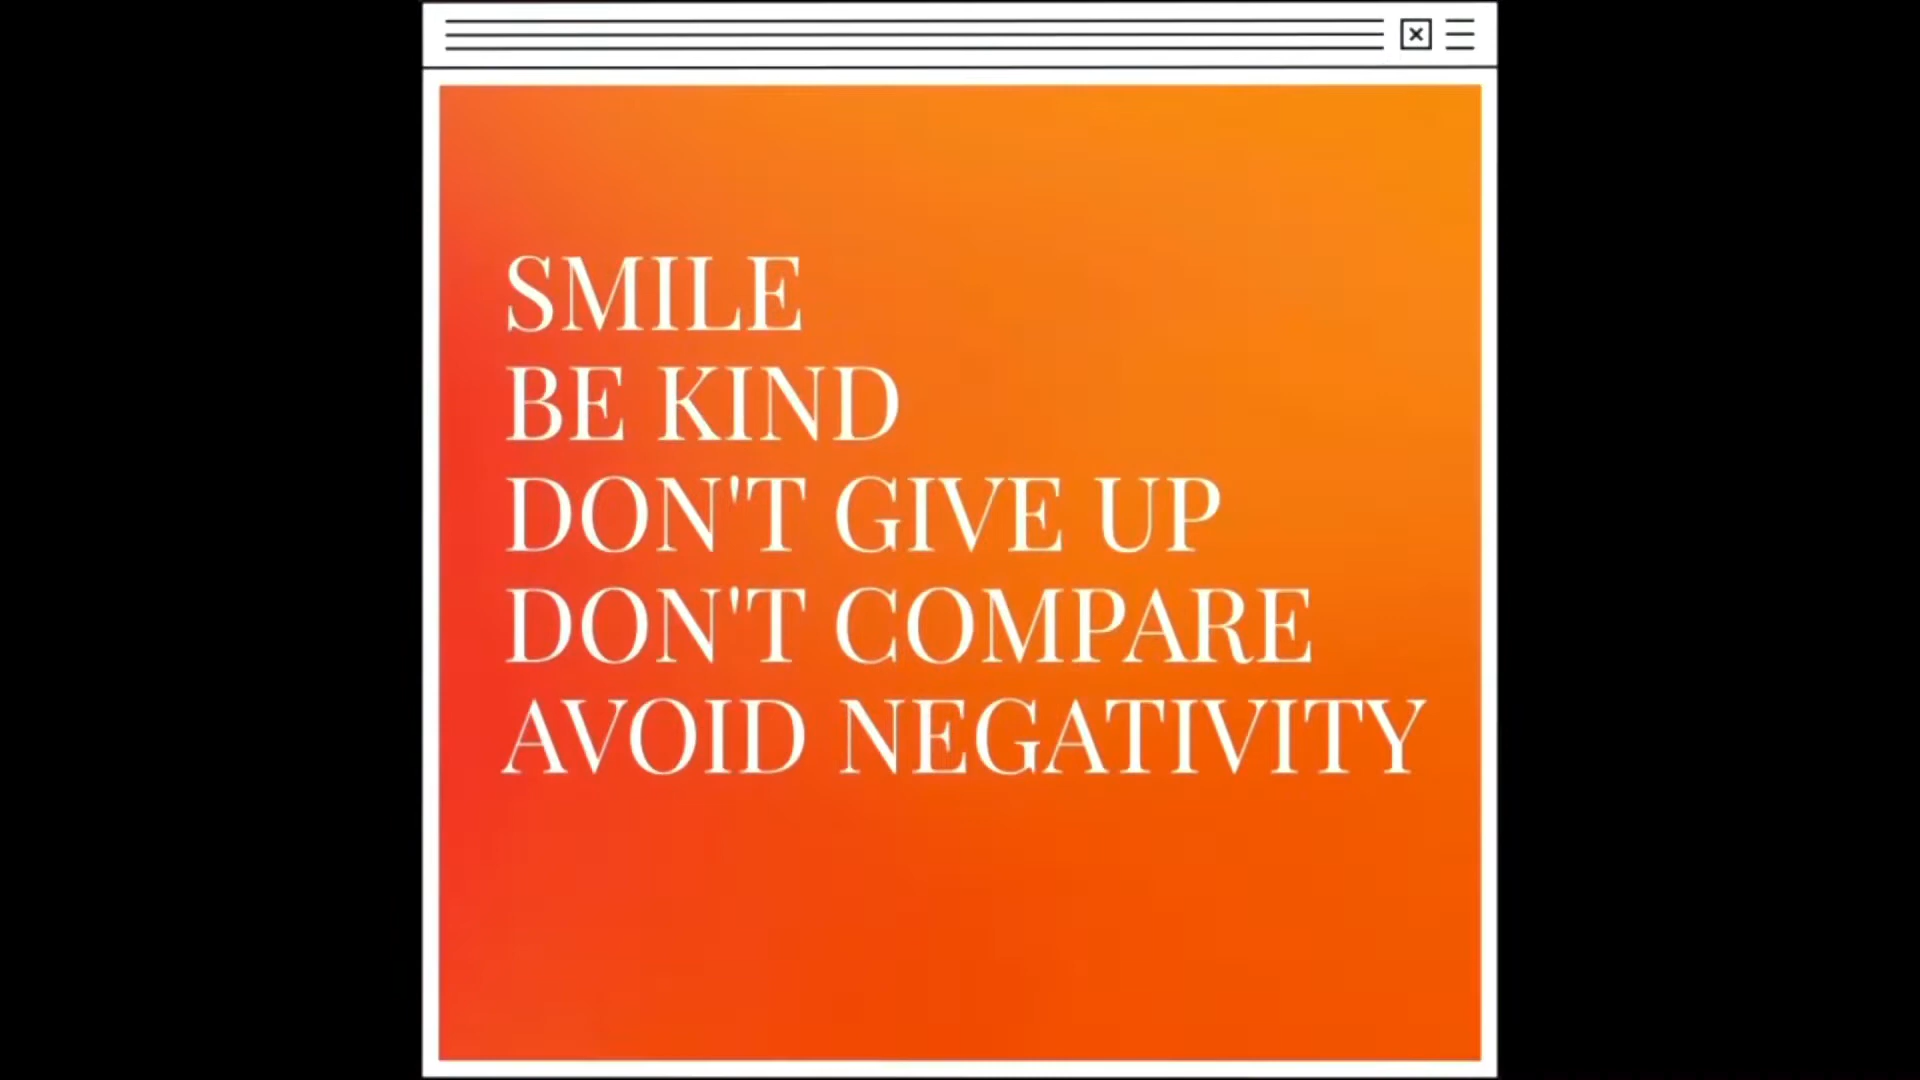 SMILE
BE KIND
DON'T GIVE UP
DON'T COMPARE
AVOID NEGATIVITY